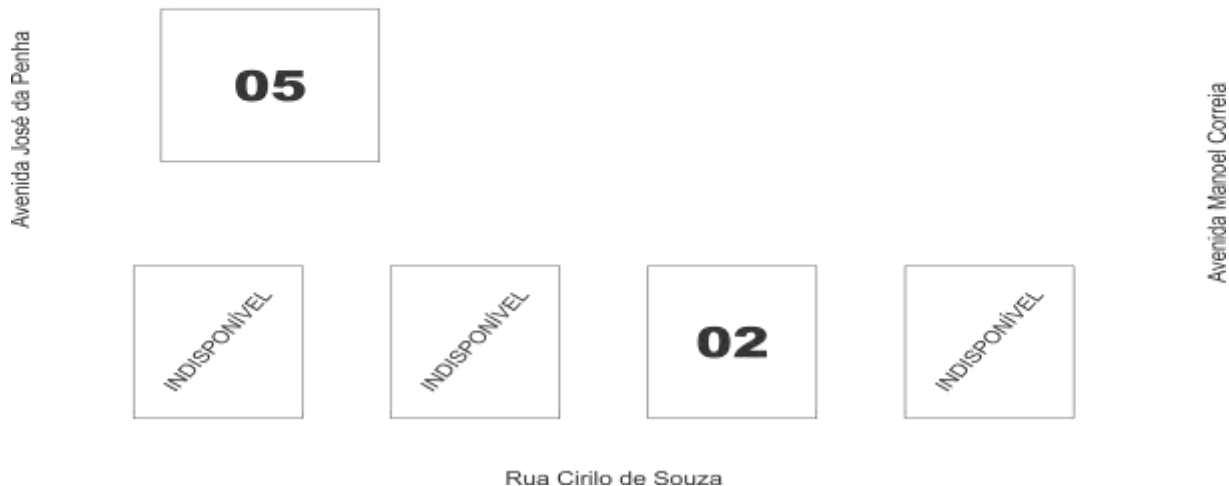 Avenida José da Penha
05
Avenida Manoel Correia
INDISPONÍVEL
INDISPONÍVEL
02
INDISPONÍVEL
Rua Cirilo de Souza